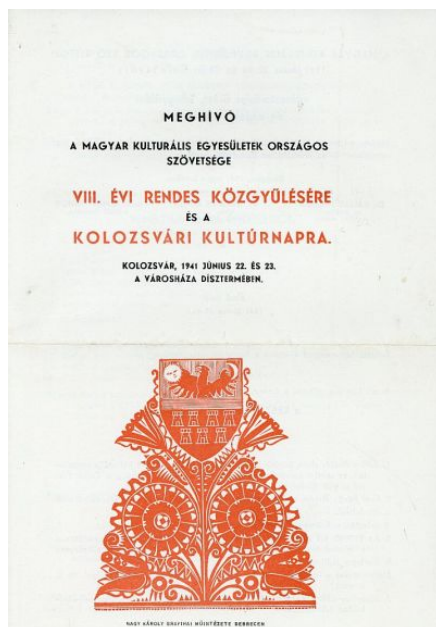 MEGHÍVÓ
A MAGYAR KULTURÁLIS EGYESÜLETEK ORSZÁGOS
SZÖVETSÉGE
VIII. ÉVI RENDES KÖZGYŰLÉSÉRE
ÉS A
KOLOZSVÁRI KULTÚRNAPRA.
KOLOZSVÁR, 1941 JÚNIUS 22. ÉS 23.
A VÁROSHÁZA DÍSZTERMÉBEN.
NAGY KÁROLY GRAFIKAI MŰINTÉZETE DEBRECEN